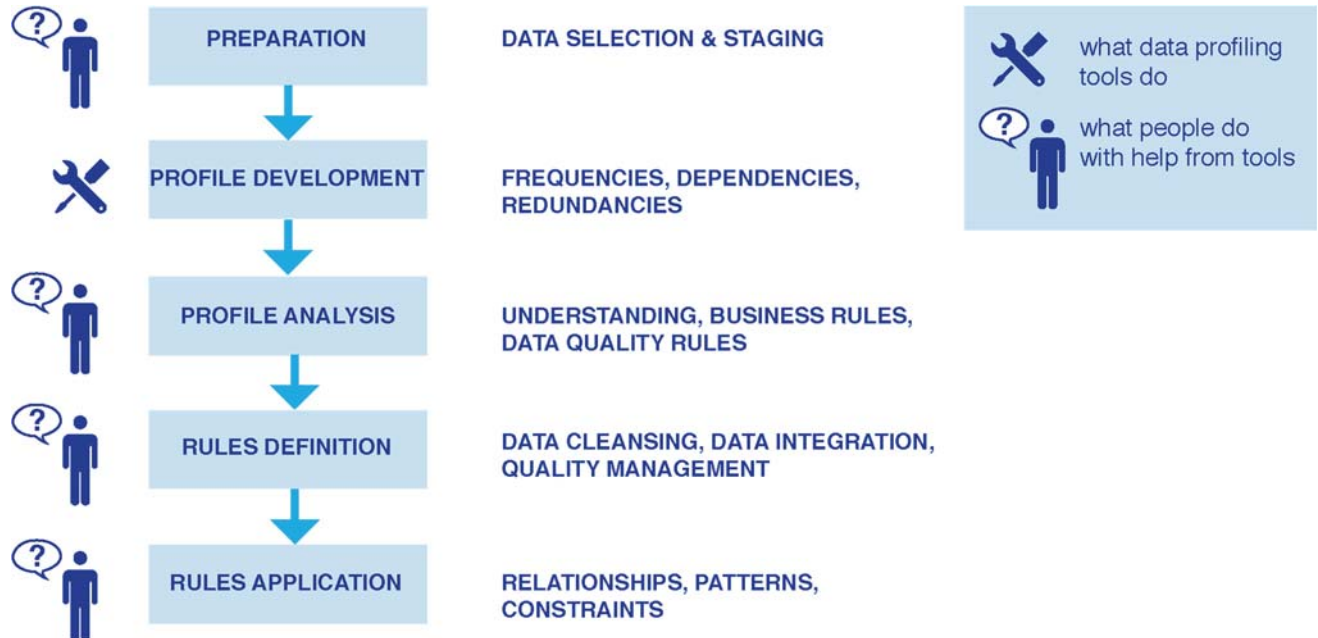 ?
PREPARATION
DATA SELECTION & STAGING
what data profiling
tools do
?
what people do
with help from tools
PROFILE DEVELOPMENT
FREQUENCIES, DEPENDENCIES,
REDUNDANCIES
?
PROFILE ANALYSIS
UNDERSTANDING, BUSINESS RULES,
DATA QUALITY RULES
?
RULES DEFINITION
DATA CLEANSING, DATA INTEGRATION,
QUALITY MANAGEMENT
?
RULES APPLICATION
RELATIONSHIPS, PATTERNS,
CONSTRAINTS